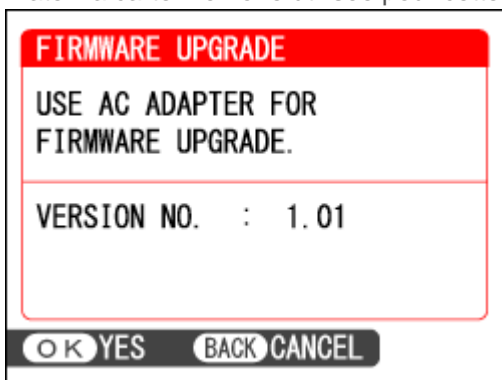 FIRMWARE UPGRADE
USE AC ADAPTER FOR
FIRMWARE UPGRADE.
VERSION NO. : 1.01
OK YES BACK CANCEL